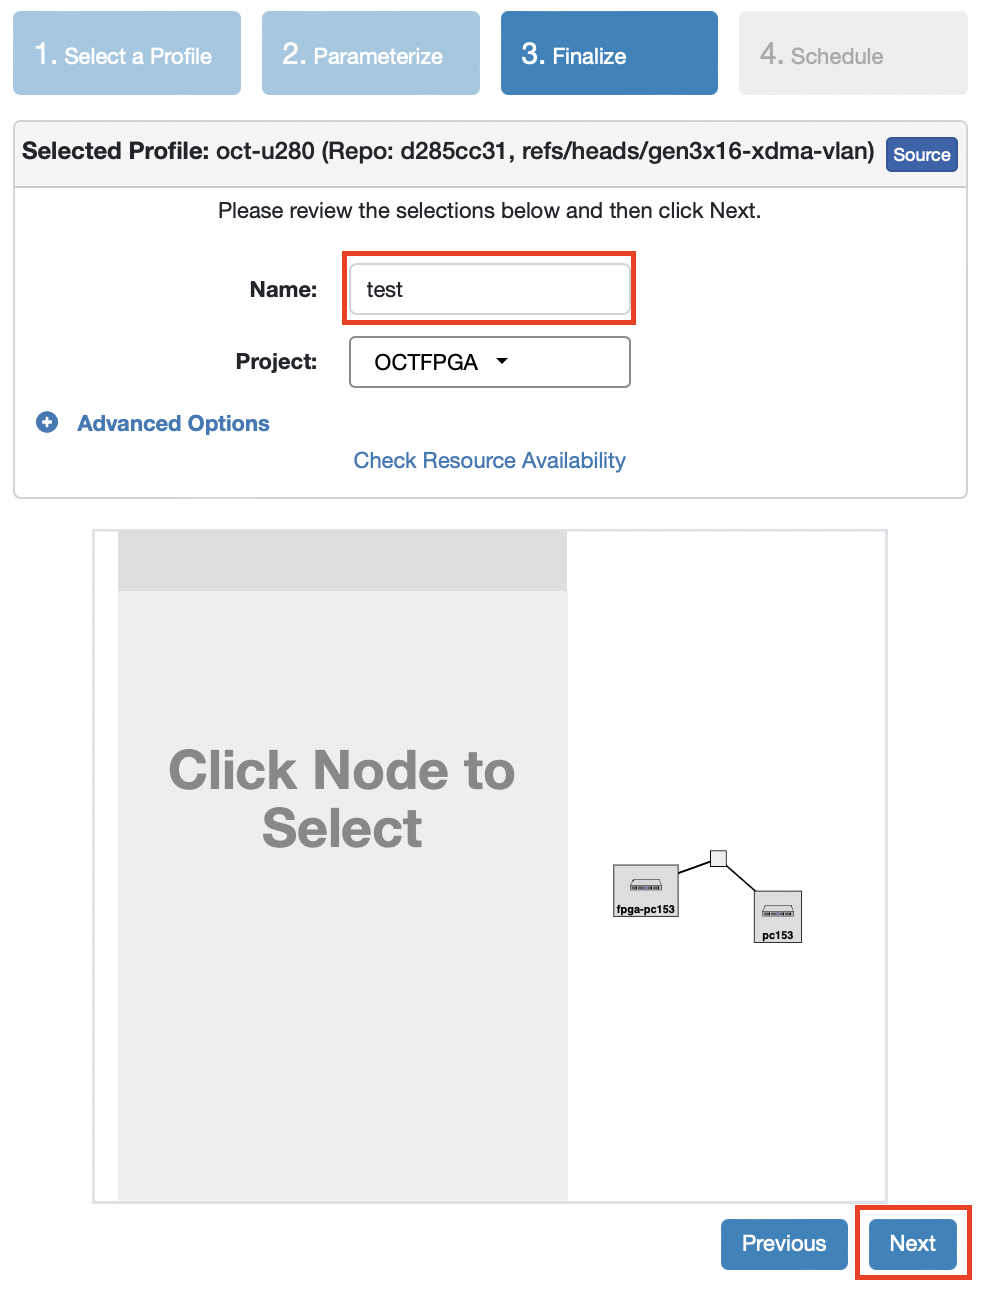 1. Select a Profile
2. Parameterize
3. Finalize
4. Schedule
Selected Profile: oct-u280 (Repo: d285cc31, refs/heads/gen3x16-xdma-vlan)
Source
Please review the selections below and then click Next.
Name:
test
Project:
OCTFPGA
Advanced Options
Check Resource Availability
Click Node to
Select
fpga-pc153
pc153
Previous
Next